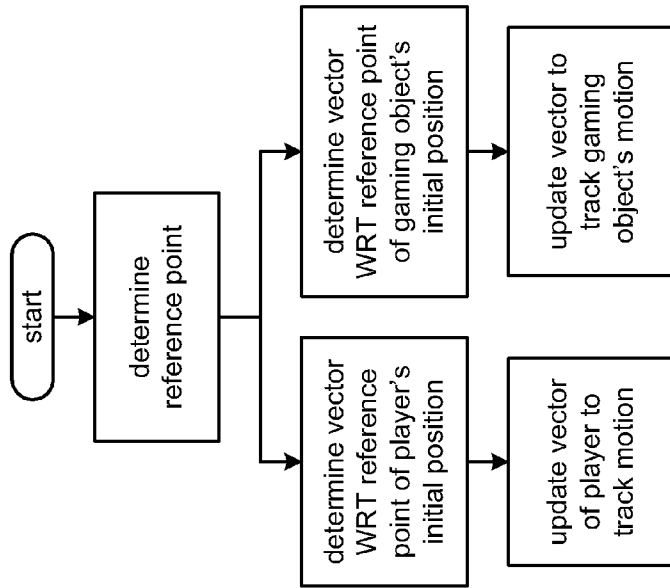 start
determine
reference point
determine vector
WRT reference
point of player's
initial position
update vector
of player to
track motion
determine vector
WRT reference point
of gaming object's
initial position
update vector to
track gaming
object's motion